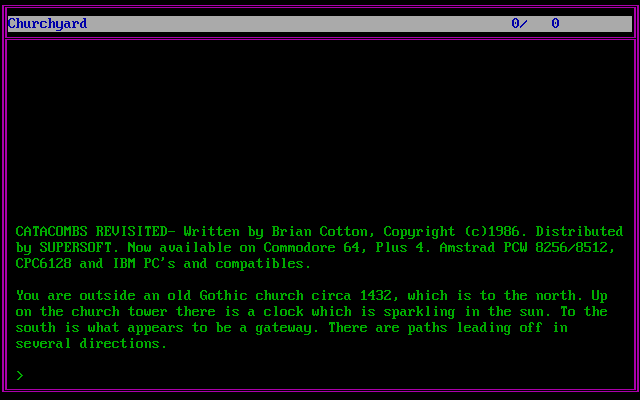 Churchyard 0/ 0
CATACOMBS REVISITED- Written by Brian Cotton, Copyright (c)1986. Distributed
by SUPERSOFT. Now available on Commodore 64, Plus 4. Amstrad PCW 8256/8512,
CPC6128 and IBM PC's and compatibles.
You are outside an old Gothic church circa 1432, which is to the north. Up
on the church tower there is a clock which is sparkling in the sun. To the
south is what appears to be a gateway. There are paths leading off in
several directions.
>